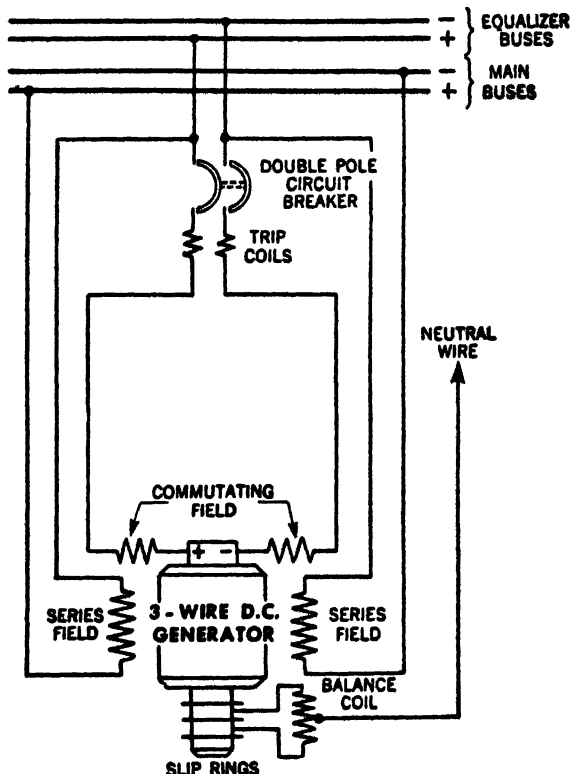 − EQUALIZER
+ BUSES
− MAIN
+ BUSES
DOUBLE POLE
CIRCUIT
BREAKER
TRIP
COILS
NEUTRAL
WIRE
COMMUTATING
FIELD
+ −
SERIES
FIELD
3-WIRE D.C.
GENERATOR
SERIES
FIELD
BALANCE
COIL
SLIP RINGS